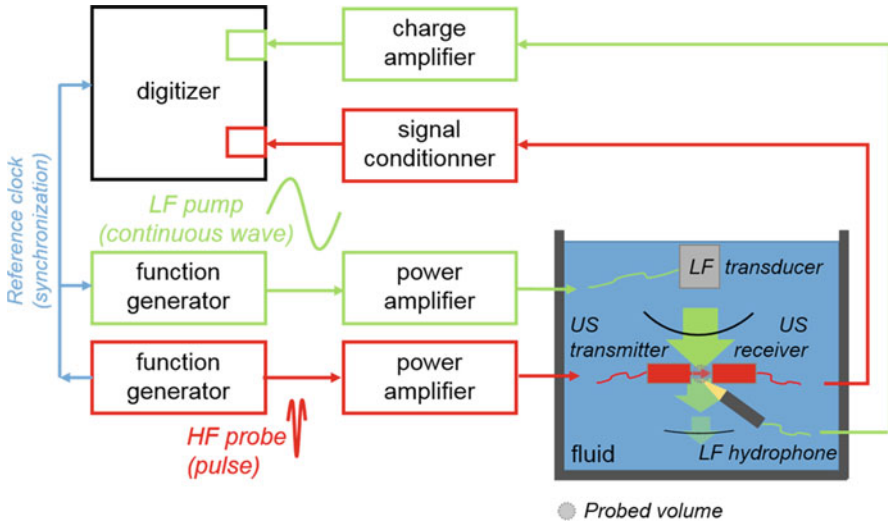 charge
amplifier
digitizer
signal
conditionner
Reference clock
(synchronization)
LF pump
(continuous wave)
function
generator
power
amplifier
LF transducer
US
transmitter
US
receiver
function
generator
power
amplifier
HF probe
(pulse)
fluid
LF hydrophone
Probed volume